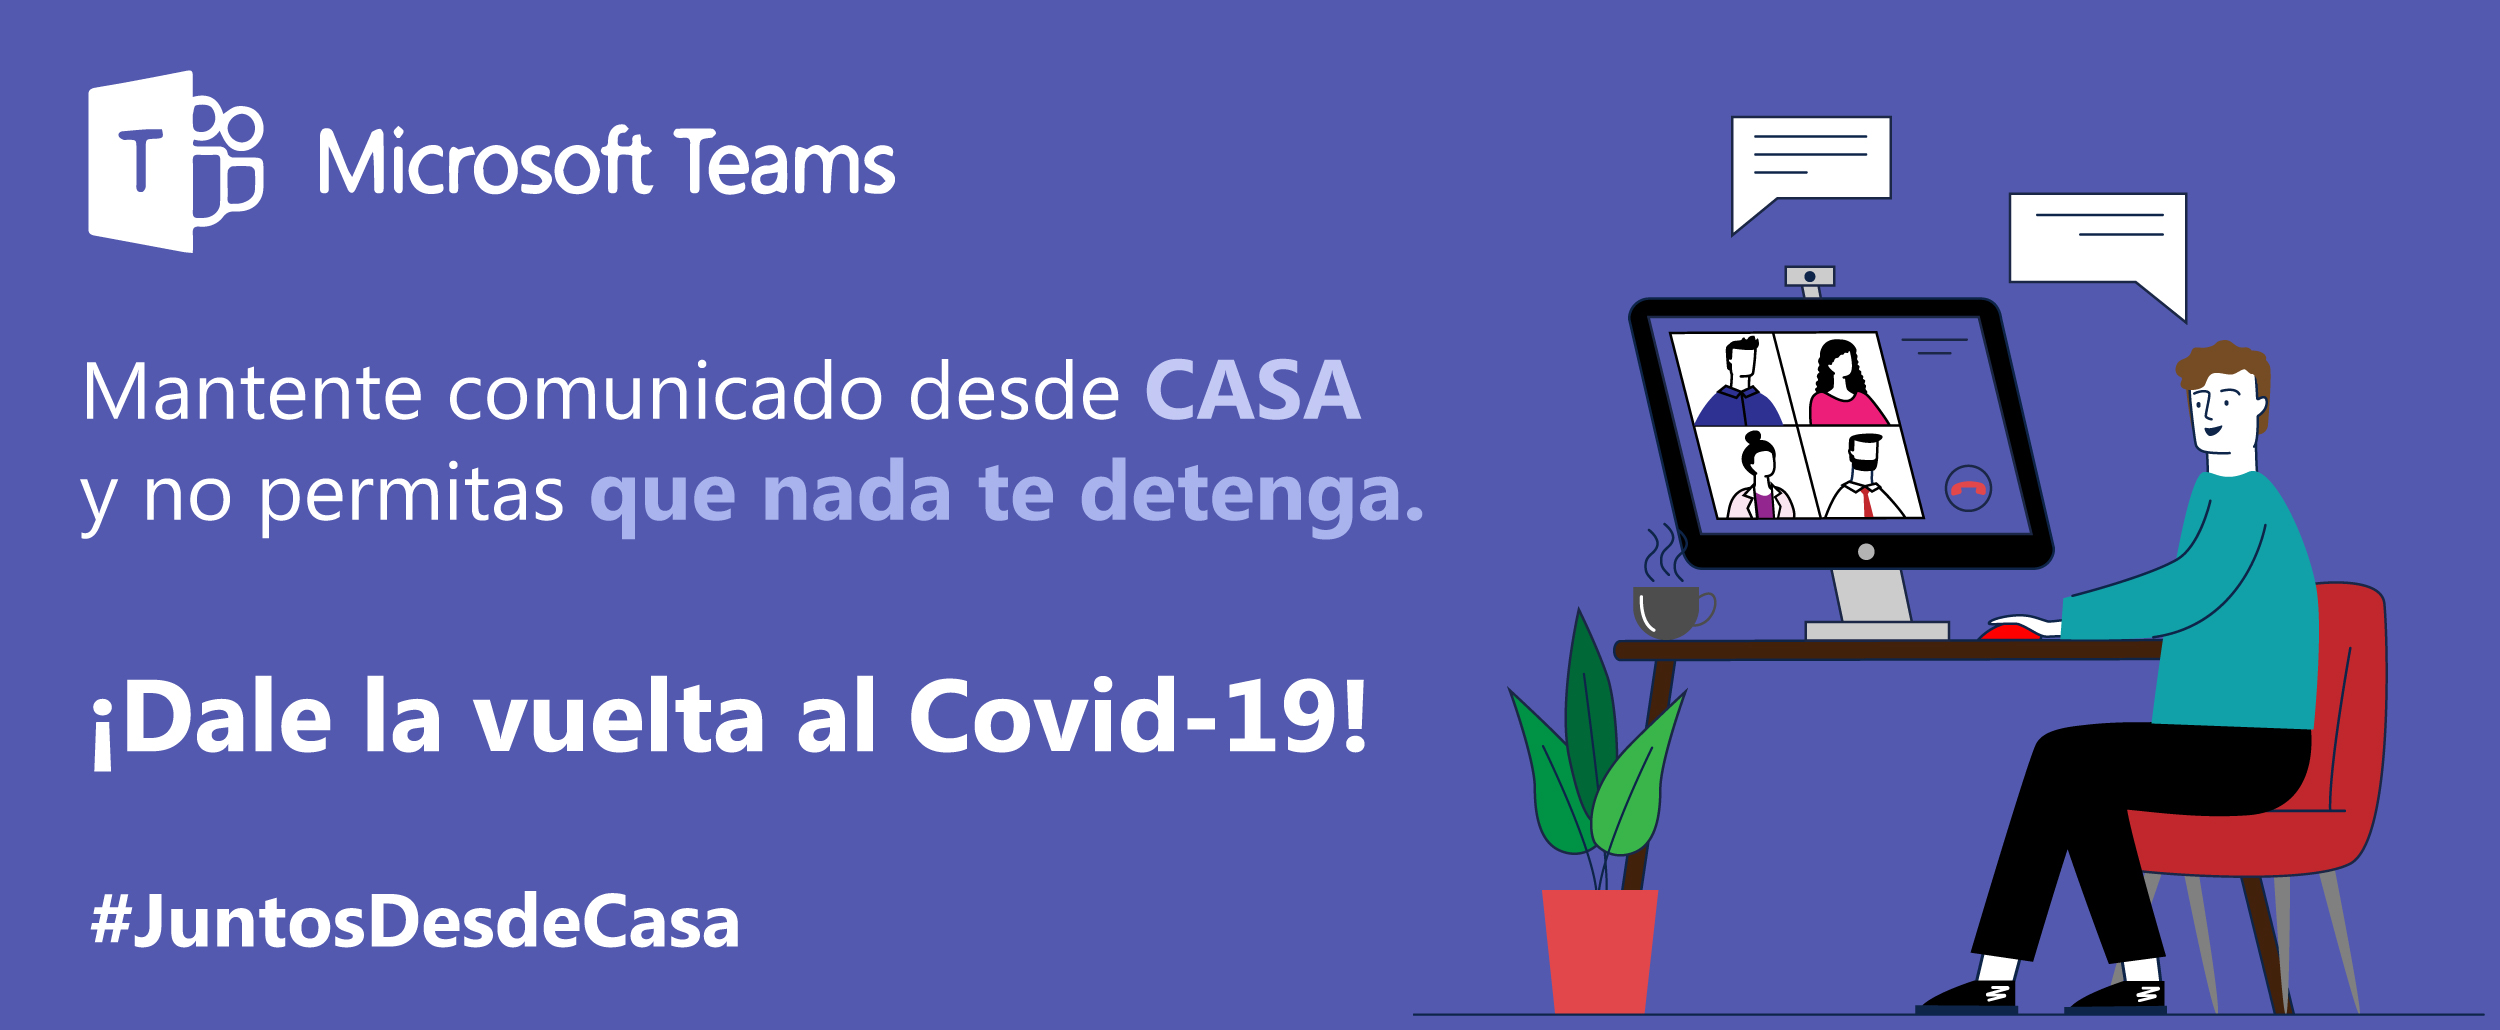 T
Microsoft Teams
Mantente comunicado desde CASA
y no permitas que nada te detenga.
¡Dale la vuelta al Covid-19!
#JuntosDesdeCasa